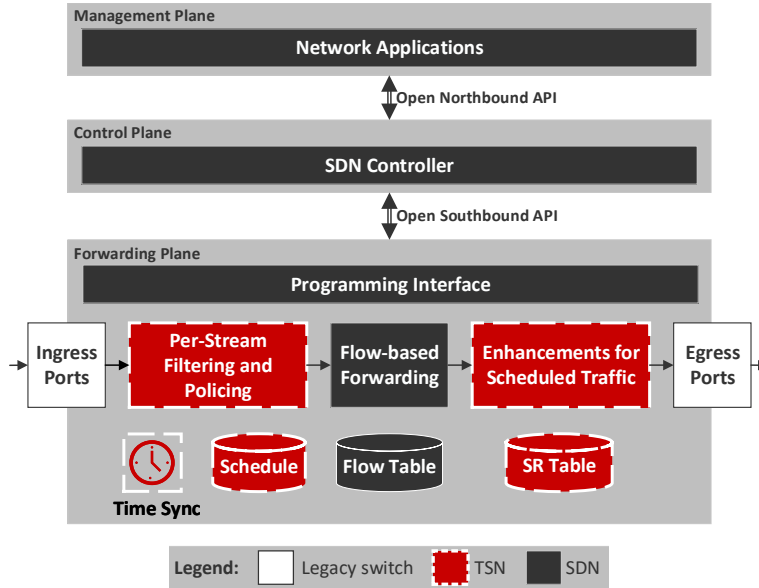 Management Plane
Network Applications
Open Northbound API
Control Plane
SDN Controller
Open Southbound API
Forwarding Plane
Programming Interface
Ingress
Ports
Per-Stream
Filtering and
Policing
Flow-based
Forwarding
Enhancements for
Scheduled Traffic
Egress
Ports
Time Sync
Schedule
Flow Table
SR Table
Legend:
Legacy switch
TSN
SDN